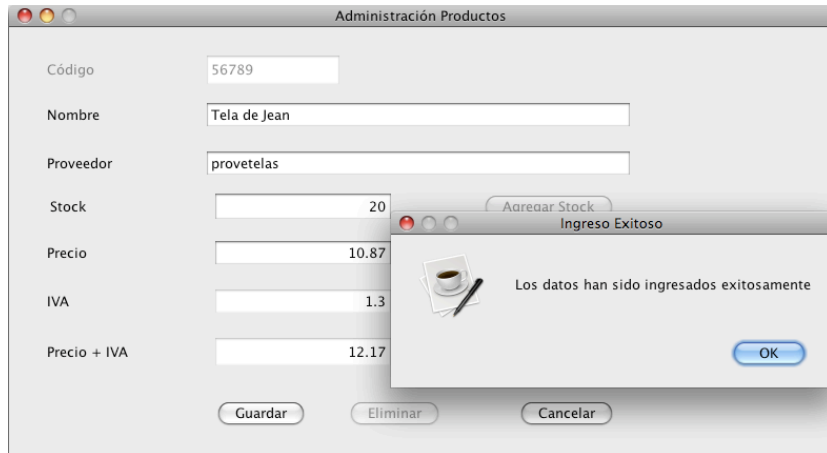 Administración Productos
Código 56789
Nombre Tela de Jean
Proveedor provetelas
Stock 20 Agregar Stock
Ingreso Exitoso
Precio 10.87
Los datos han sido ingresados exitosamente
IVA 1.3
Precio + IVA 12.17
OK
Guardar Eliminar Cancelar